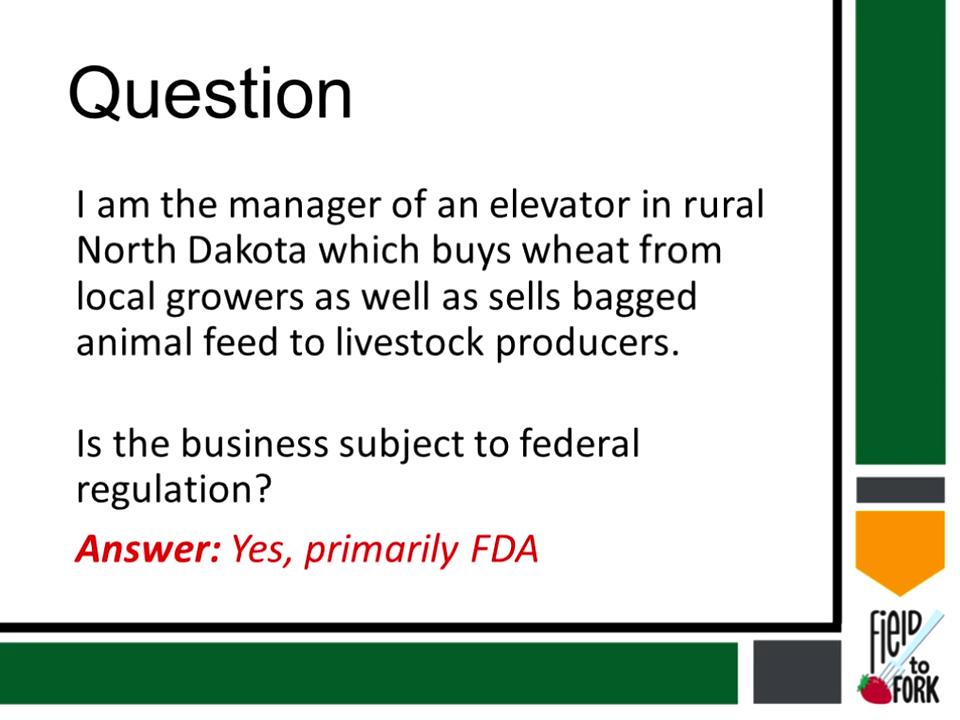 Question
I am the manager of an elevator in rural
North Dakota which buys wheat from
local growers as well as sells bagged
animal feed to livestock producers.
Is the business subject to federal
regulation?
Answer: Yes, primarily FDA
FIELD
to
FORK